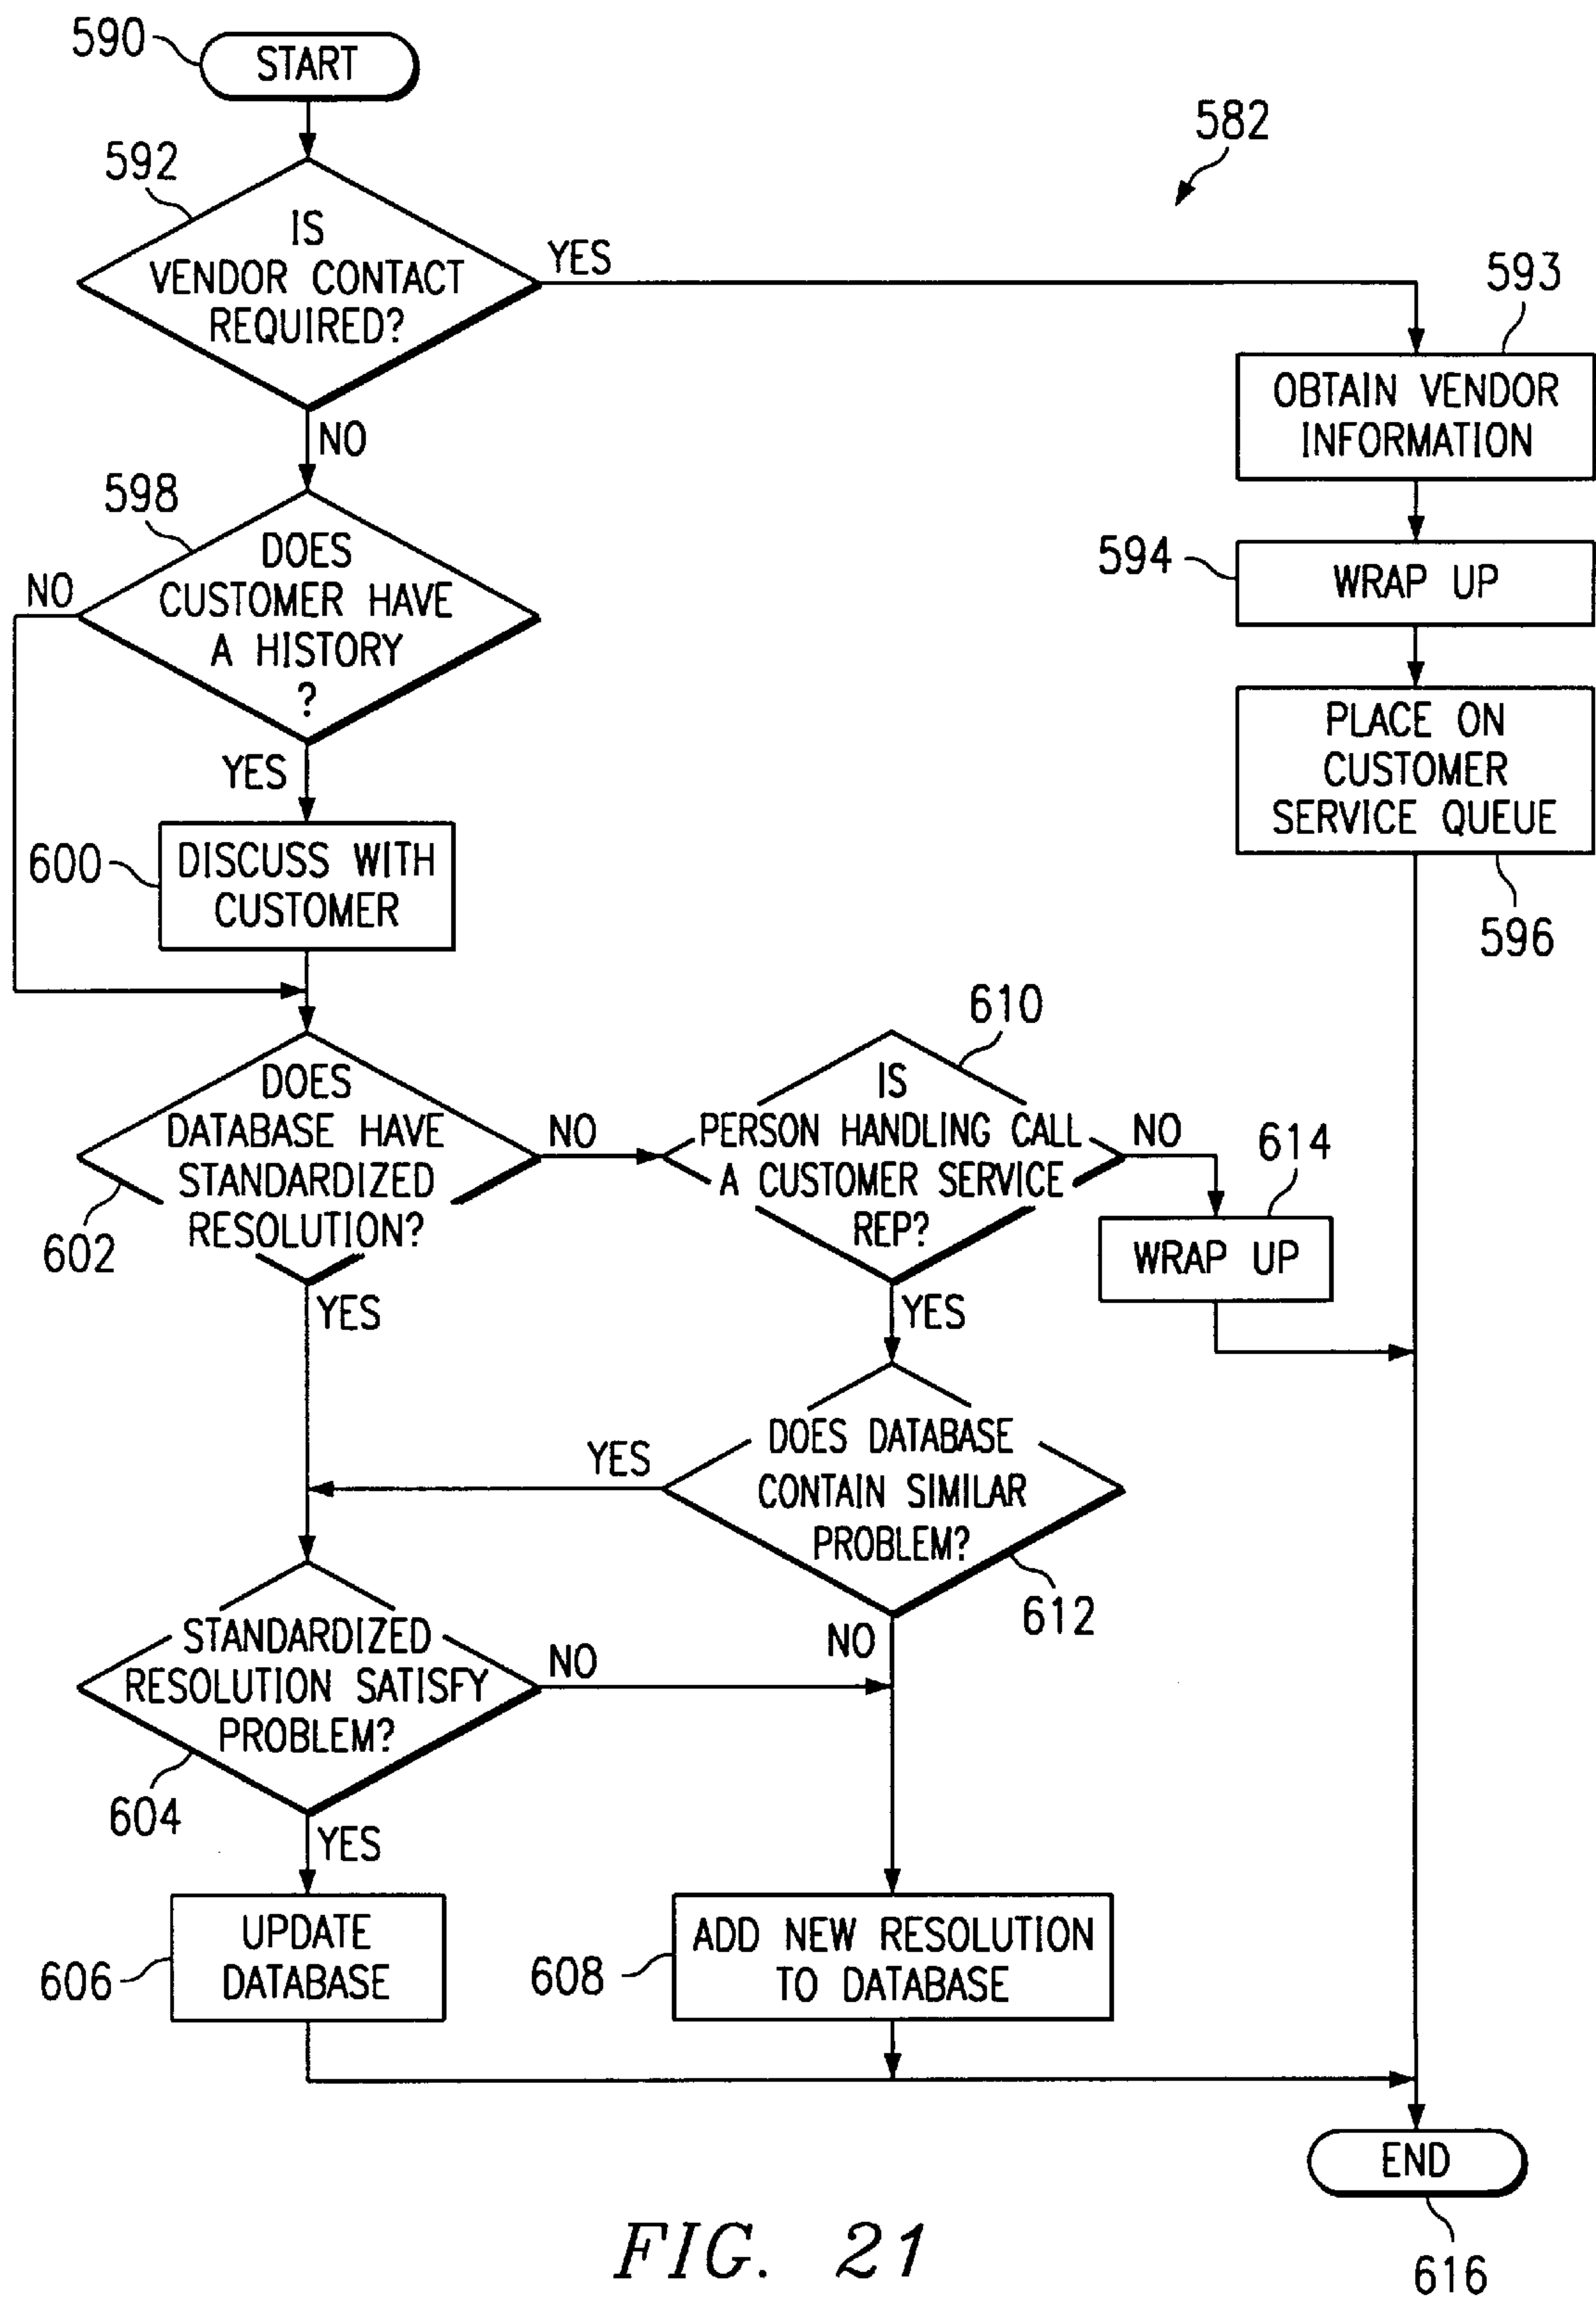 590
START
582
592
IS
VENDOR CONTACT
REQUIRED?
YES
NO
593
OBTAIN VENDOR
INFORMATION
594
WRAP UP
PLACE ON
CUSTOMER
SERVICE QUEUE
596
598
DOES
CUSTOMER HAVE
A HISTORY
?
NO
YES
600
DISCUSS WITH
CUSTOMER
DOES
DATABASE HAVE
STANDARDIZED
RESOLUTION?
602
NO
YES
610
IS
PERSON HANDLING CALL
A CUSTOMER SERVICE
REP?
NO
YES
614
WRAP UP
DOES DATABASE
CONTAIN SIMILAR
PROBLEM?
612
YES
NO
STANDARDIZED
RESOLUTION SATISFY
PROBLEM?
604
NO
YES
606
UPDATE
DATABASE
608
ADD NEW RESOLUTION
TO DATABASE
END
616
FIG. 21